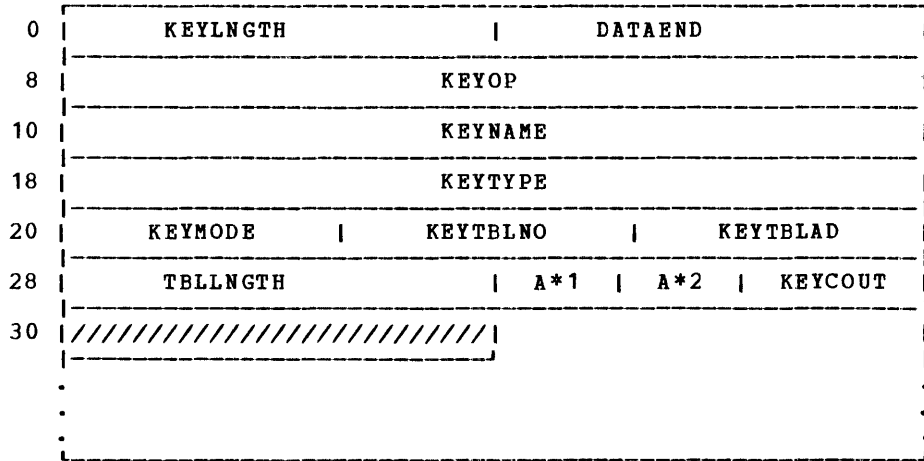 0 KEYLNGTH | DATAEND
8 KEYOP
10 KEYNAME
18 KEYTYPE
20 KEYMODE | KEYTBLNO | KEYTBLAD
28 TBLLNGTH | A*1 | A*2 | KEYCOUT
30 ///////////////////////////